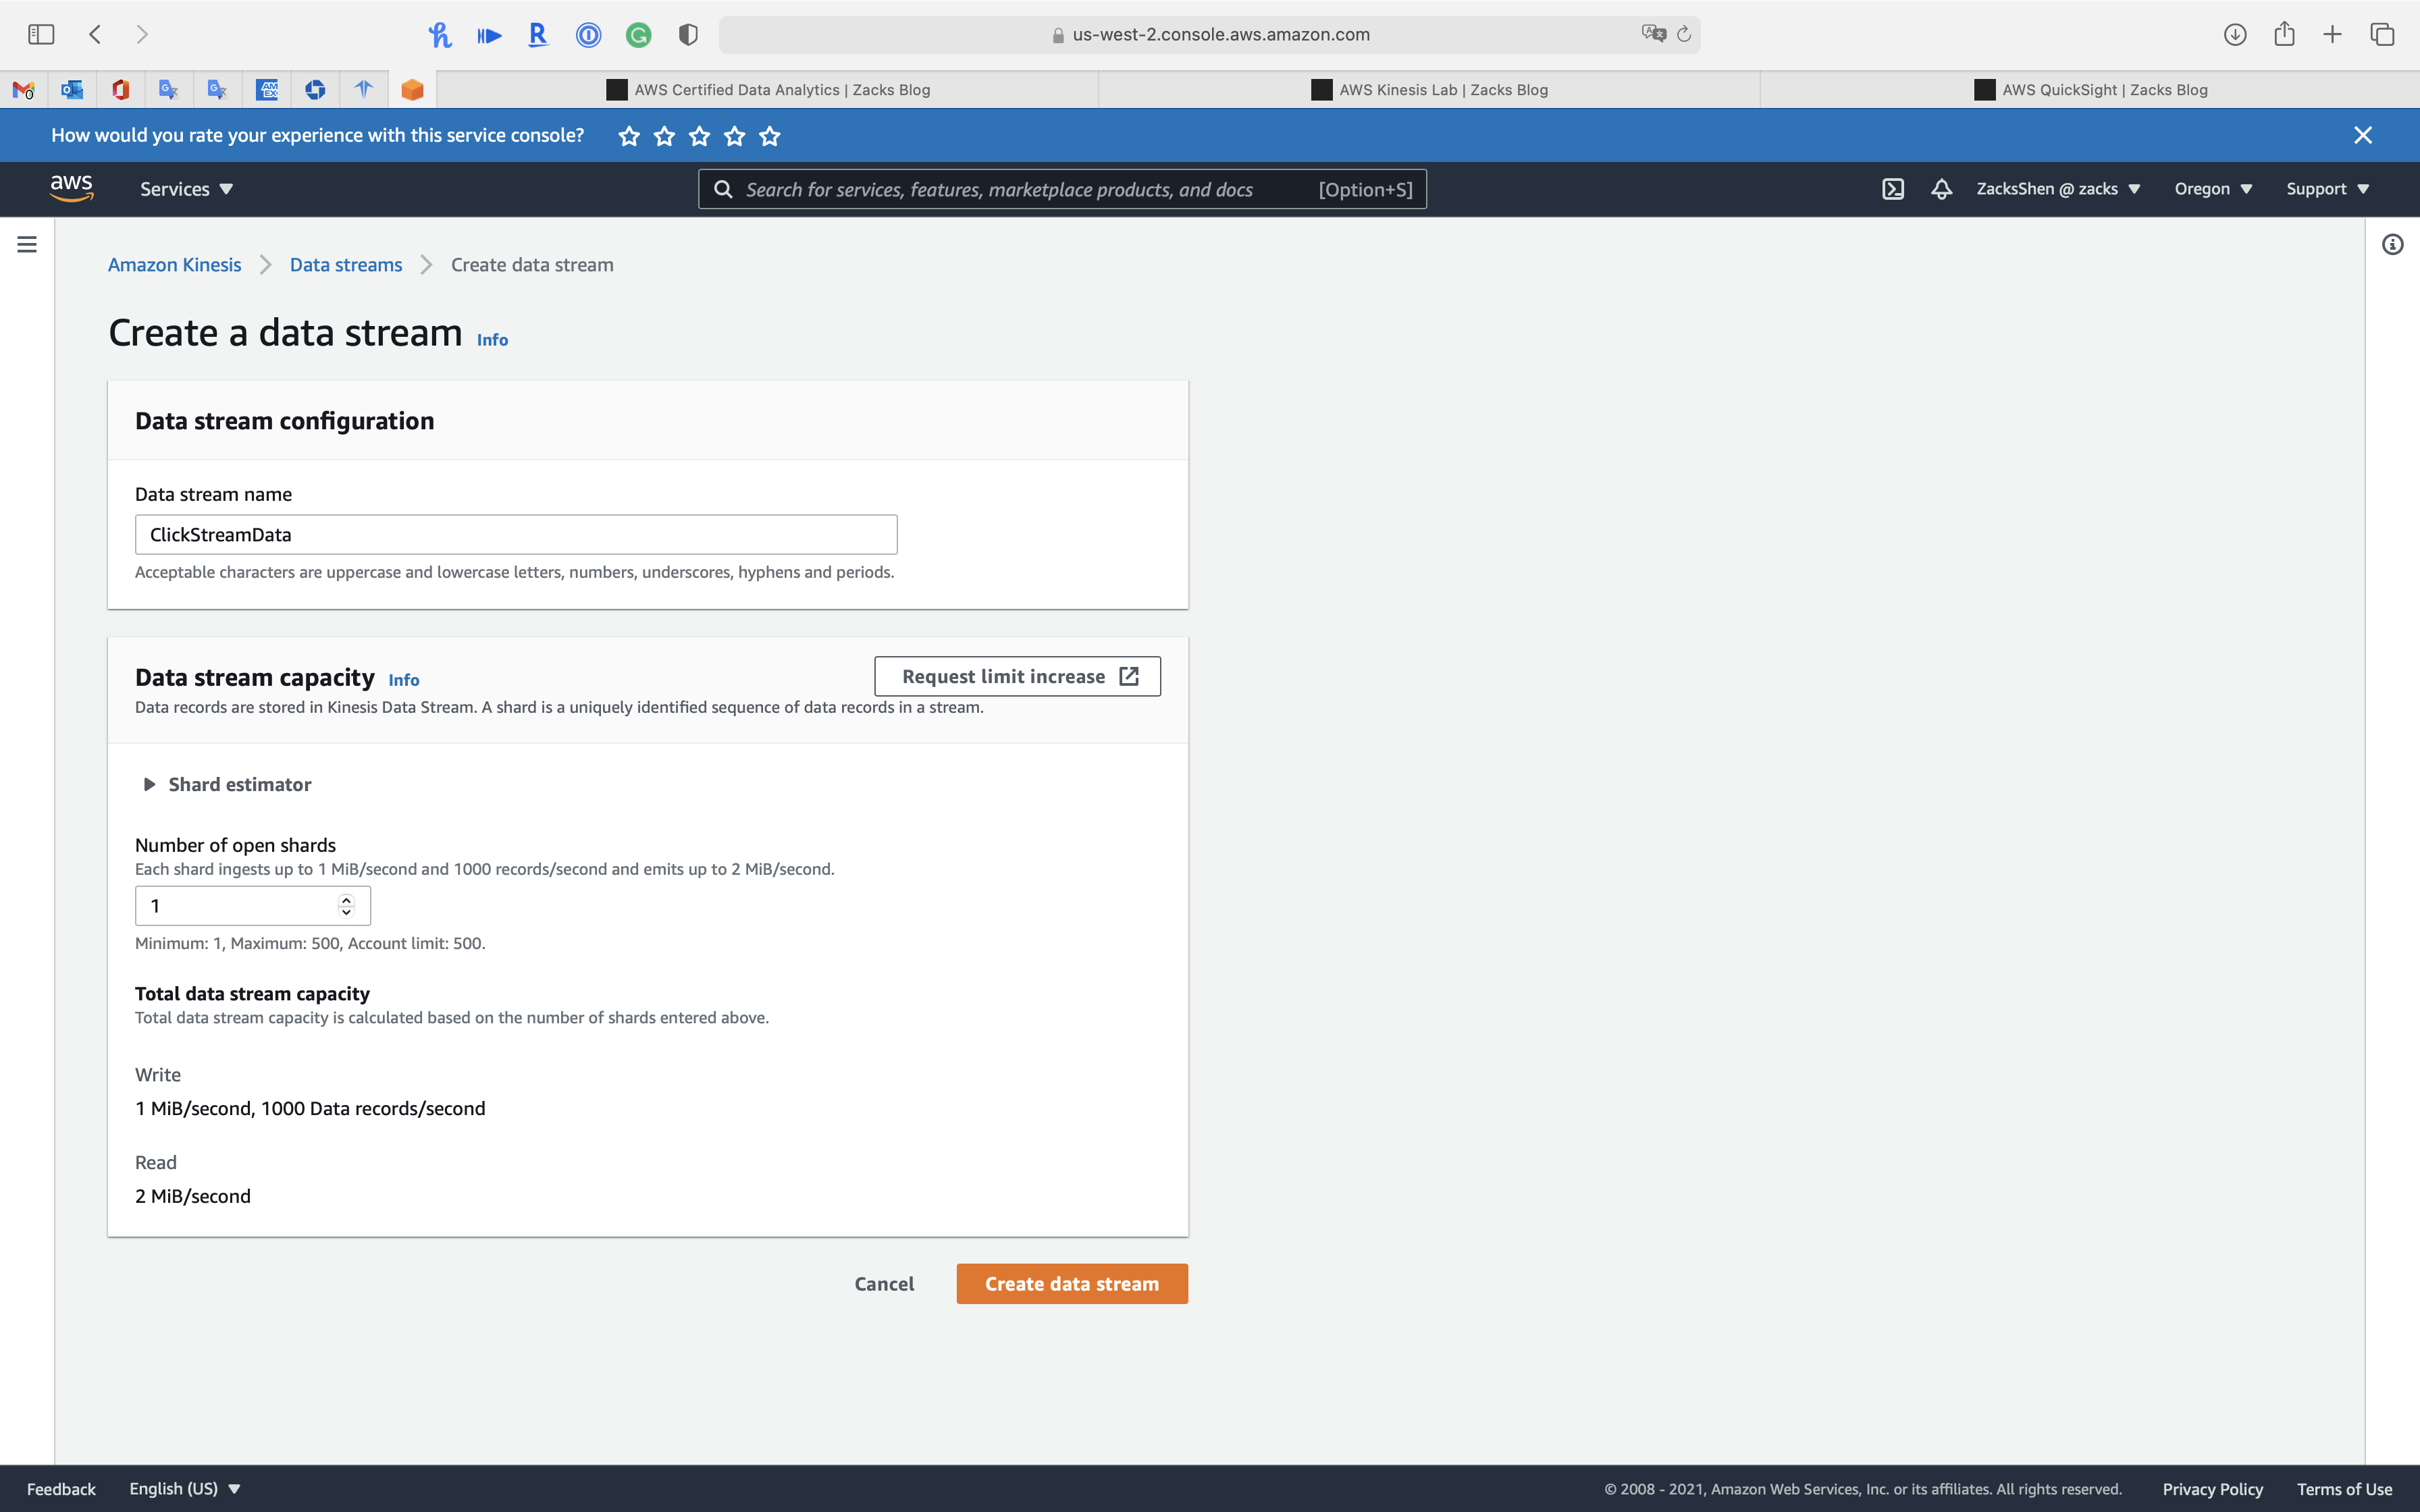 us-west-2.console.aws.amazon.com
AWS Certified Data Analytics | Zacks Blog
AWS Kinesis Lab | Zacks Blog
AWS QuickSight | Zacks Blog
How would you rate your experience with this service console?
aws
Services
Search for services, features, marketplace products, and docs
[Option+S]
ZacksShen @ zacks
Oregon
Support
Amazon Kinesis
Data streams
Create data stream
Create a data stream Info
Data stream configuration
Data stream name
ClickStreamData
Acceptable characters are uppercase and lowercase letters, numbers, underscores, hyphens and periods.
Data stream capacity Info
Request limit increase
Data records are stored in Kinesis Data Stream. A shard is a uniquely identified sequence of data records in a stream.
Shard estimator
Number of open shards
Each shard ingests up to 1 MiB/second and 1000 records/second and emits up to 2 MiB/second.
1
Minimum: 1, Maximum: 500, Account limit: 500.
Total data stream capacity
Total data stream capacity is calculated based on the number of shards entered above.
Write
1 MiB/second, 1000 Data records/second
Read
2 MiB/second
Cancel
Create data stream
Feedback
English (US)
© 2008 - 2021, Amazon Web Services, Inc. or its affiliates. All rights reserved.
Privacy Policy
Terms of Use